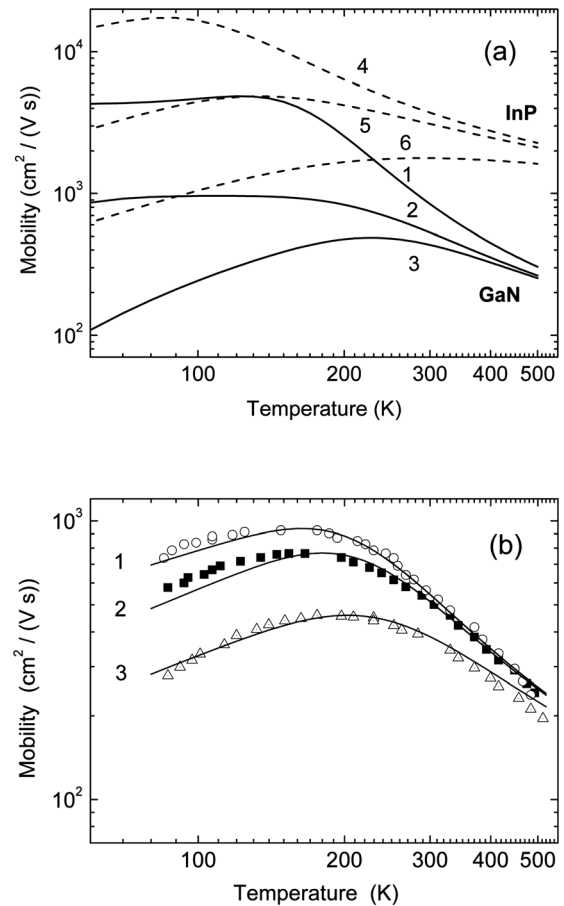 (a)
10⁴
10³
10²
Mobility (cm² / (V s))
4
InP
5
6
1
2
3
GaN
100 200 300 400 500
Temperature (K)
(b)
10³
10²
Mobility (cm² / (V s))
1
2
3
100 200 300 400 500
Temperature (K)